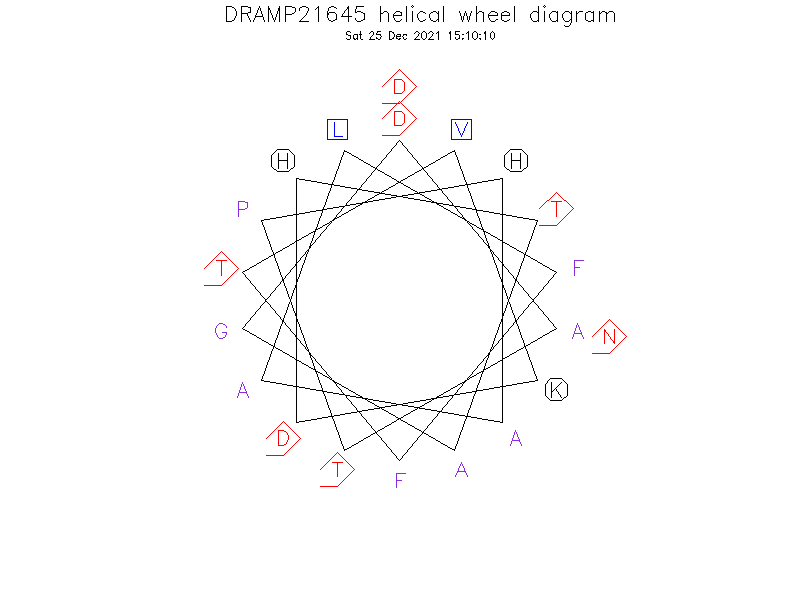 DRAMP21645 helical wheel diagram
Sat 25 Dec 2021 15:10:10
D
L D V
H H
P T
T F
G A N
A K
D A
T F A